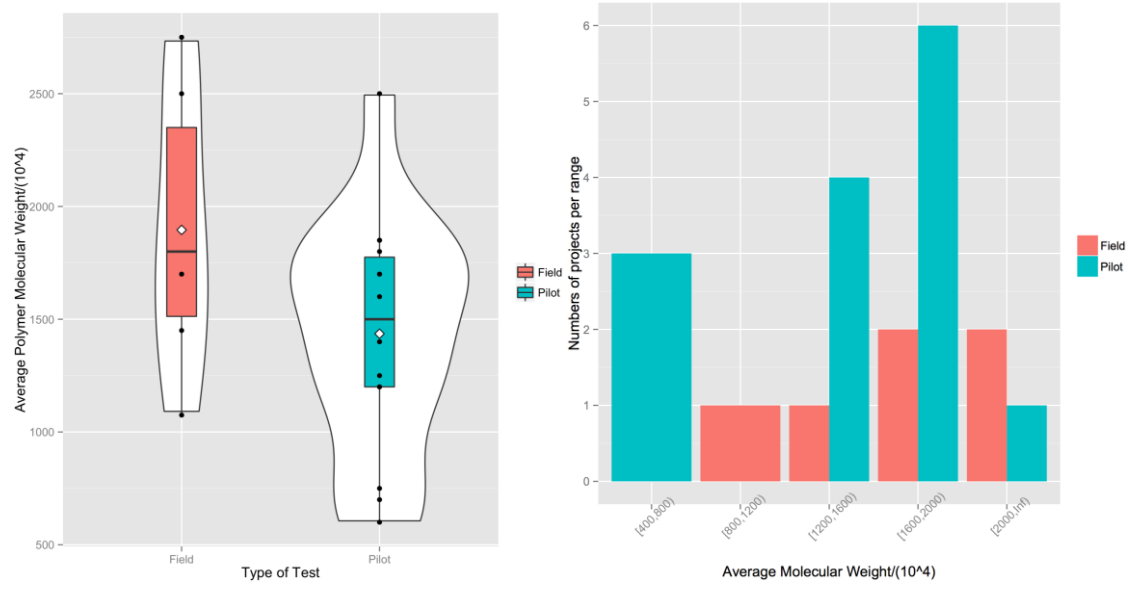 Average Polymer Molecular Weight/(10^4)
2500
2000
1500
1000
500
Field
Pilot
Type of Test
Field
Pilot
Numbers of projects per range
6
5
4
3
2
1
0
[400,800)
[800,1200)
[1200,1600)
[1600,2000)
[2000,Inf)
Average Molecular Weight/(10^4)
Field
Pilot